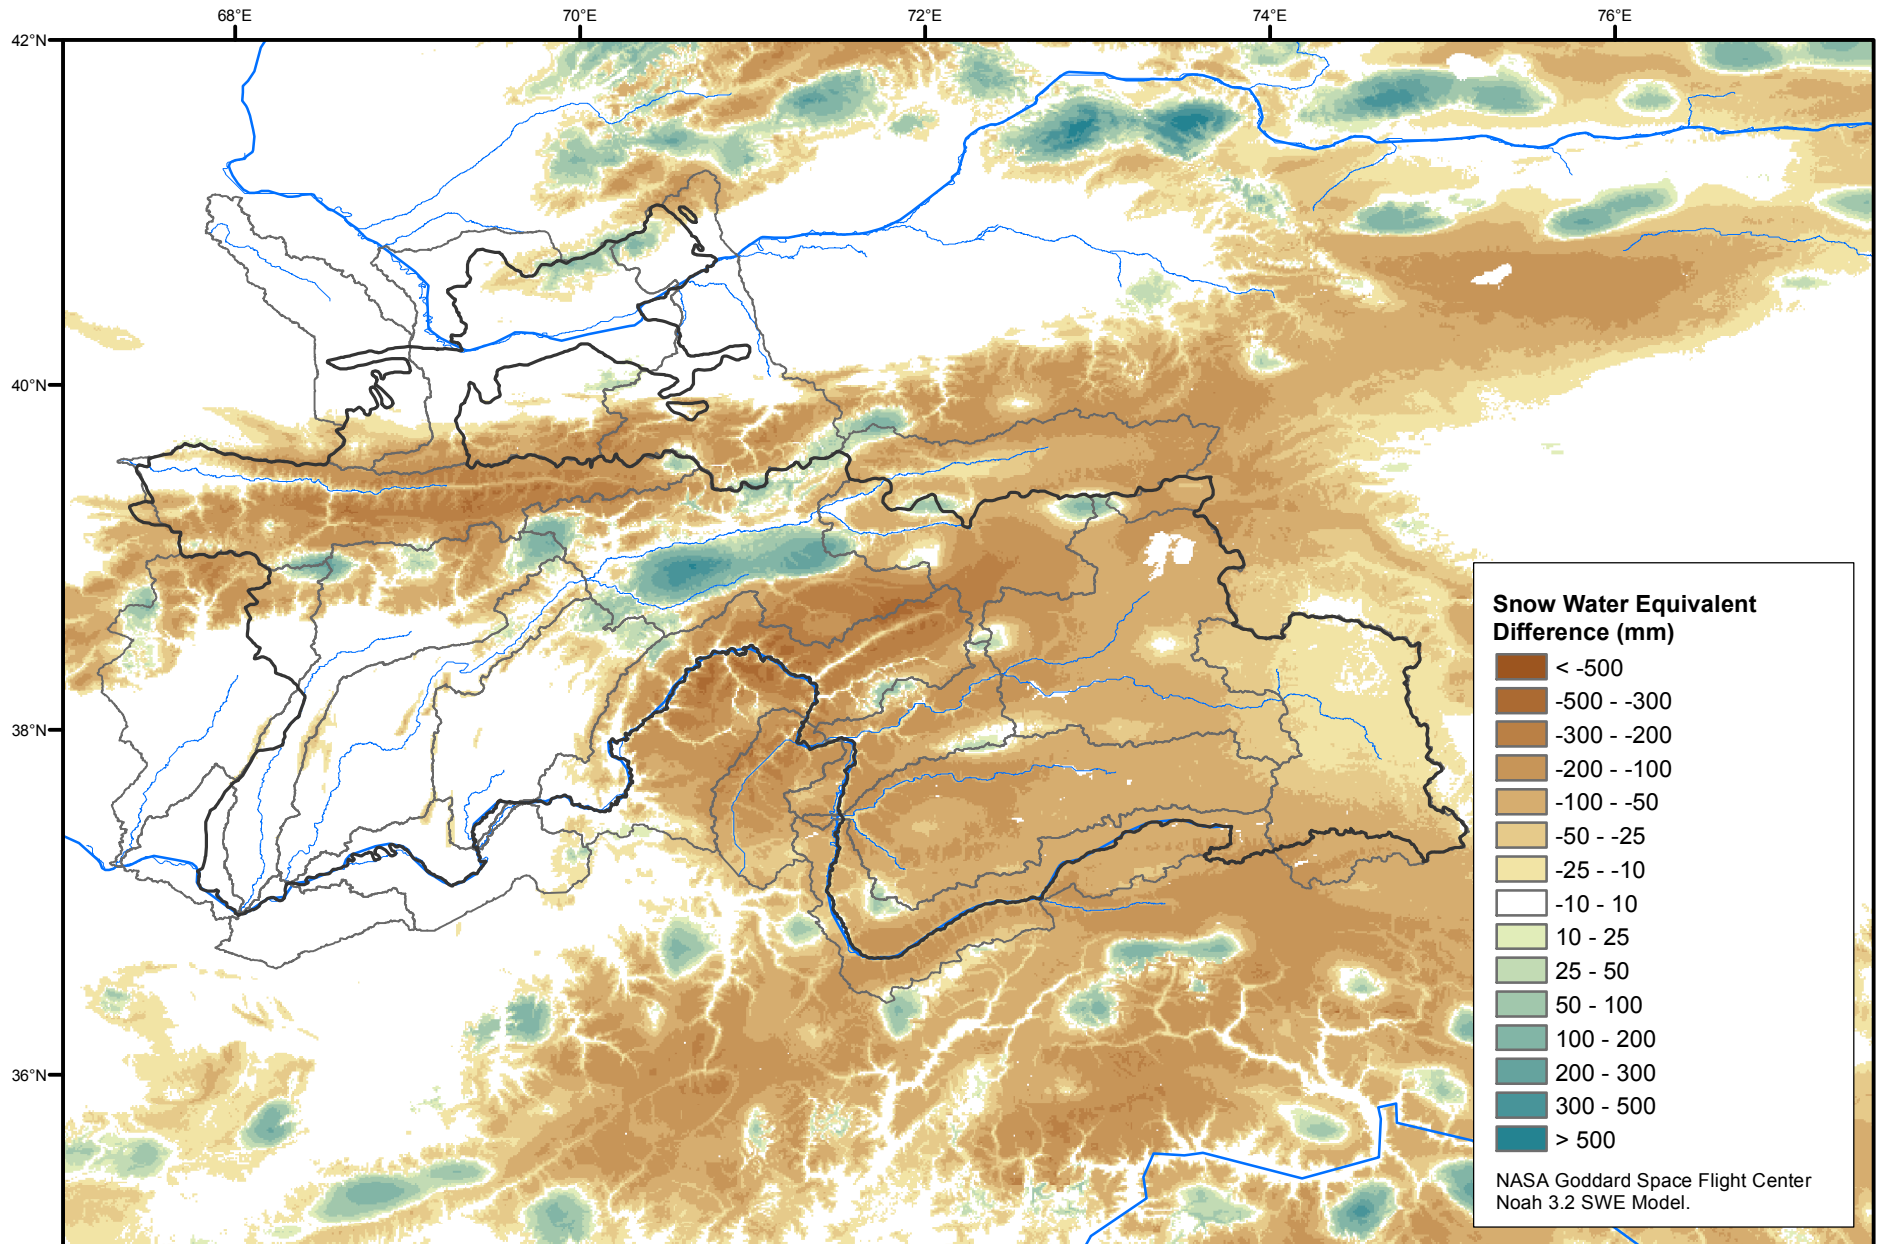 68°E
70°E
72°E
74°E
76°E
42°N
40°N
38°N
36°N
Snow Water Equivalent
Difference (mm)
< -500
-500 - -300
-300 - -200
-200 - -100
-100 - -50
-50 - -25
-25 - -10
-10 - 10
10 - 25
25 - 50
50 - 100
100 - 200
200 - 300
300 - 500
> 500
NASA Goddard Space Flight Center
Noah 3.2 SWE Model.